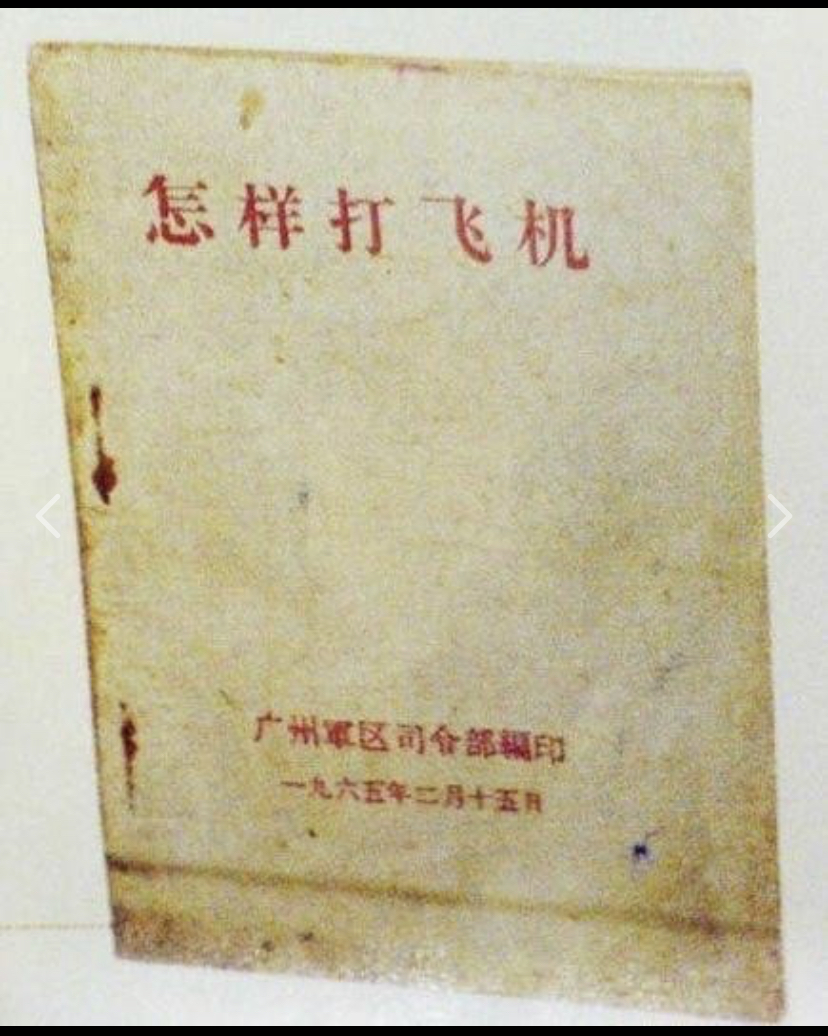 怎样打飞机
广州軍区司令部編印
一九六五年二月十五日